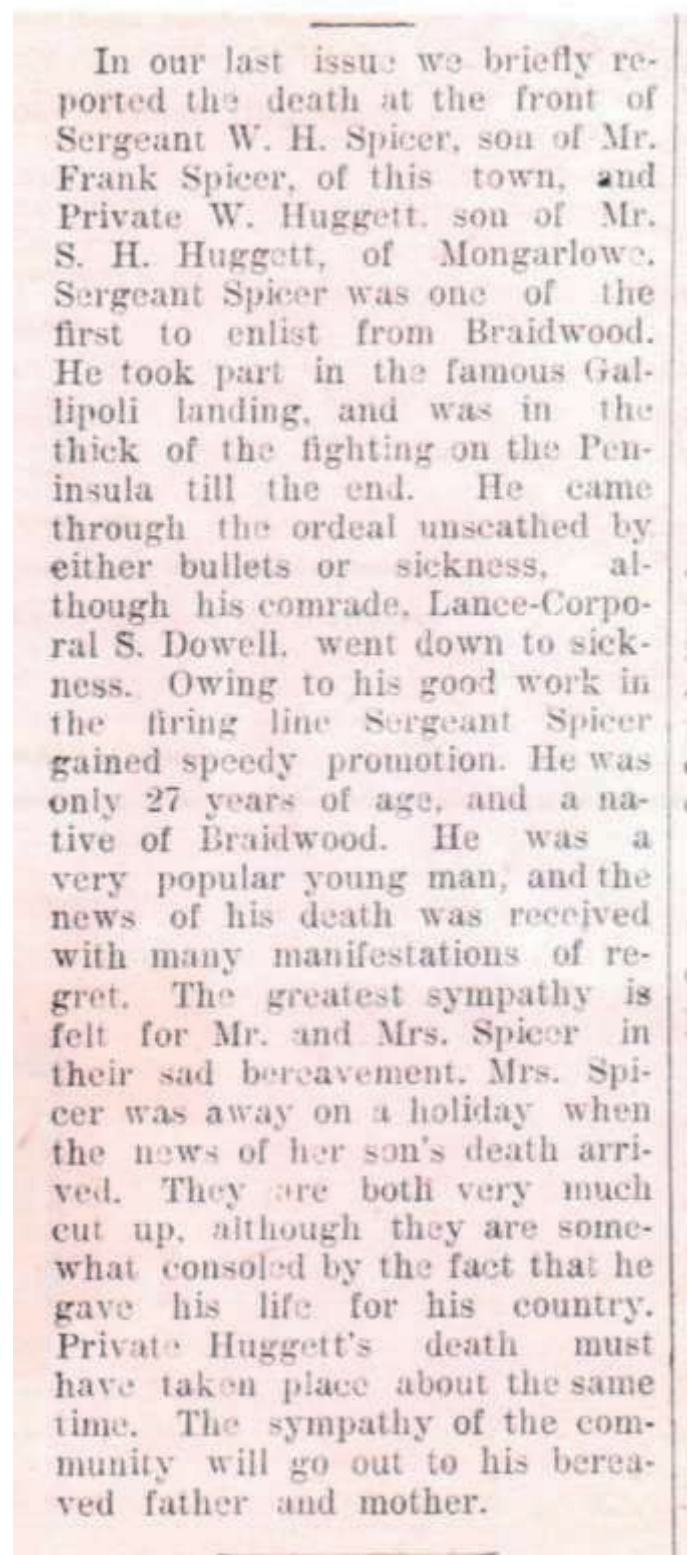 In our last issue we briefly re-
ported the death at the front of
Sergeant W. H. Spicer, son of Mr.
Frank Spicer, of this town, and
Private W. Huggett, son of Mr.
S. H. Huggett, of Mongarlowe.
Sergeant Spicer was one of the
first to enlist from Braidwood.
He took part in the famous Gal-
lipoli landing, and was in the
thick of the fighting on the Pen-
insula till the end. He came
through the ordeal unscathed by
either bullets or sickness, al-
though his comrade, Lance-Corpo-
ral S. Dowell, went down to sick-
ness. Owing to his good work in
the firing line Sergeant Spicer
gained speedy promotion. He was
only 27 years of age, and a na-
tive of Braidwood. He was a
very popular young man, and the
news of his death was received
with many manifestations of re-
gret. The greatest sympathy is
felt for Mr. and Mrs. Spicer in
their sad bereavement. Mrs. Spi-
cer was away on a holiday when
the news of her son's death arri-
ved. They are both very much
cut up, although they are some-
what consoled by the fact that he
gave his life for his country.
Private Huggett's death must
have taken place about the same
time. The sympathy of the com-
munity will go out to his berea-
ved father and mother.